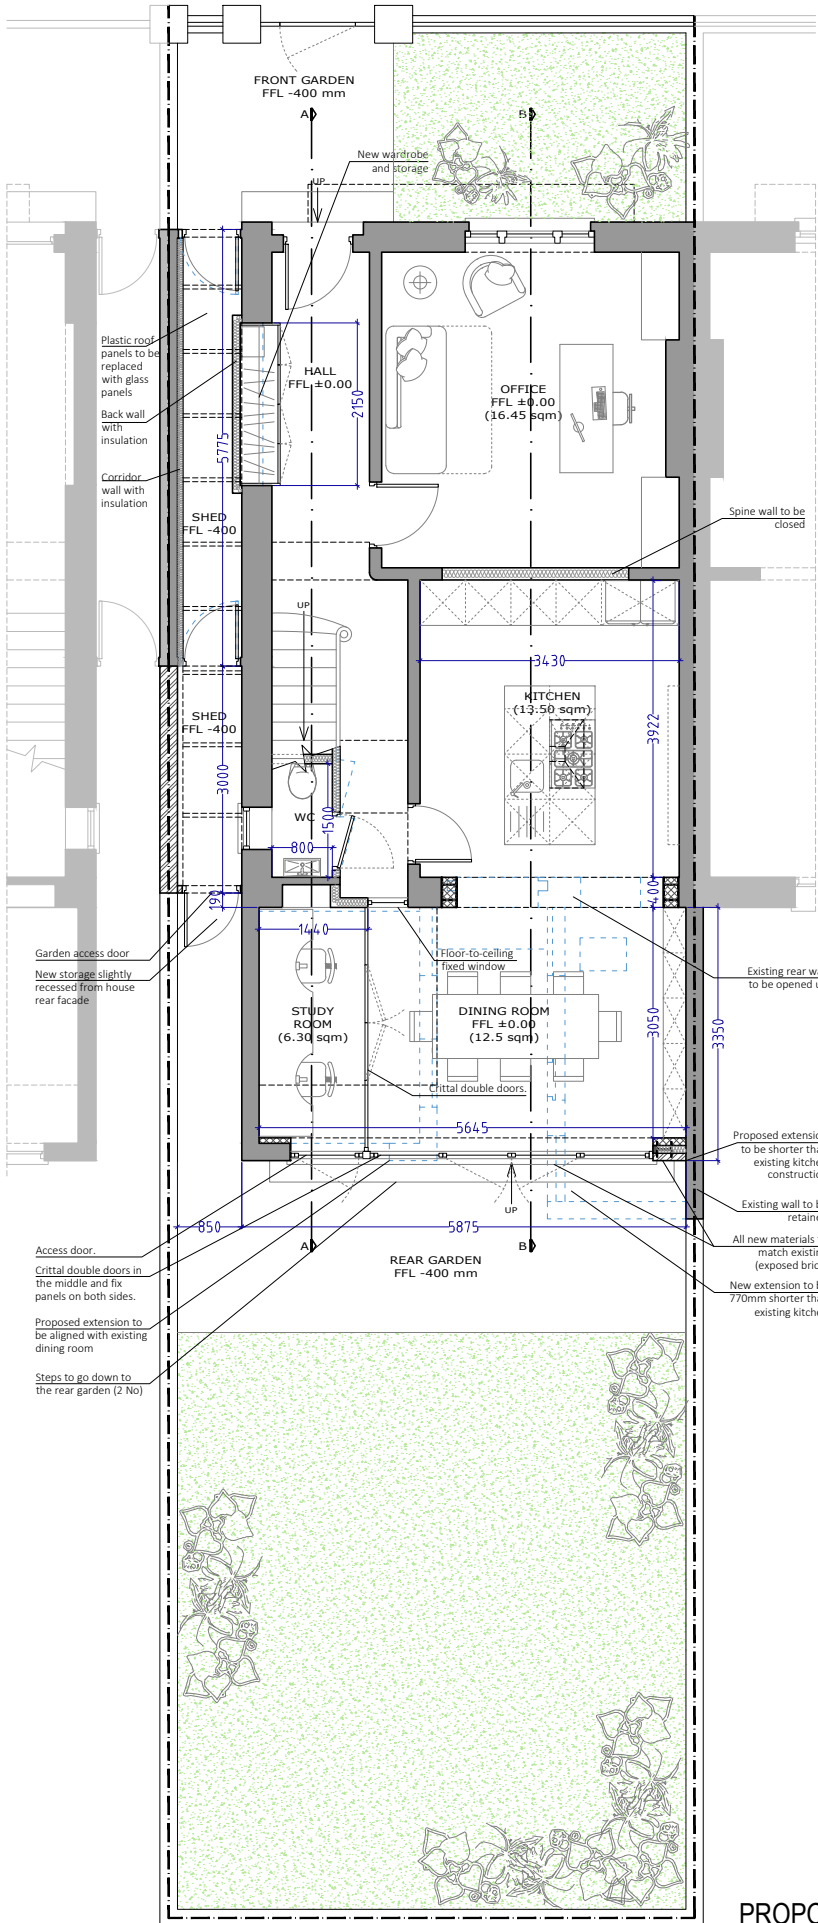 FRONT GARDEN
FFL -400 mm
A
B
New wardrobe
and storage
UP
Plastic roof
panels to be
replaced
with glass
panels
Back wall
with
insulation
Corridor
wall with
insulation
HALL
FFL ±0.00
2150
5775
OFFICE
FFL ±0.00
(16.45 sqm)
SHED
FFL -400
Spine wall to be
closed
UP
3430
KITCHEN
(13.50 sqm)
3922
SHED
FFL -400
3000
WC
1500
800
190
400
1440
Garden access door
New storage slightly
recessed from house
rear facade
Floor-to-ceiling
fixed window
Existing rear wa
to be opened u
STUDY
ROOM
(6.30 sqm)
DINING ROOM
FFL ±0.00
(12.5 sqm)
3050
3350
Crittal double doors.
5645
Proposed extensio
to be shorter tha
existing kitche
constructio
Existing wall to b
retaine
UP
850
5875
A
B
REAR GARDEN
FFL -400 mm
All new materials
match existin
(exposed bric
New extension to b
770mm shorter tha
existing kitche
Access door.
Crittal double doors in
the middle and fix
panels on both sides.
Proposed extension to
be aligned with existing
dining room
Steps to go down to
the rear garden (2 No)
PROPO